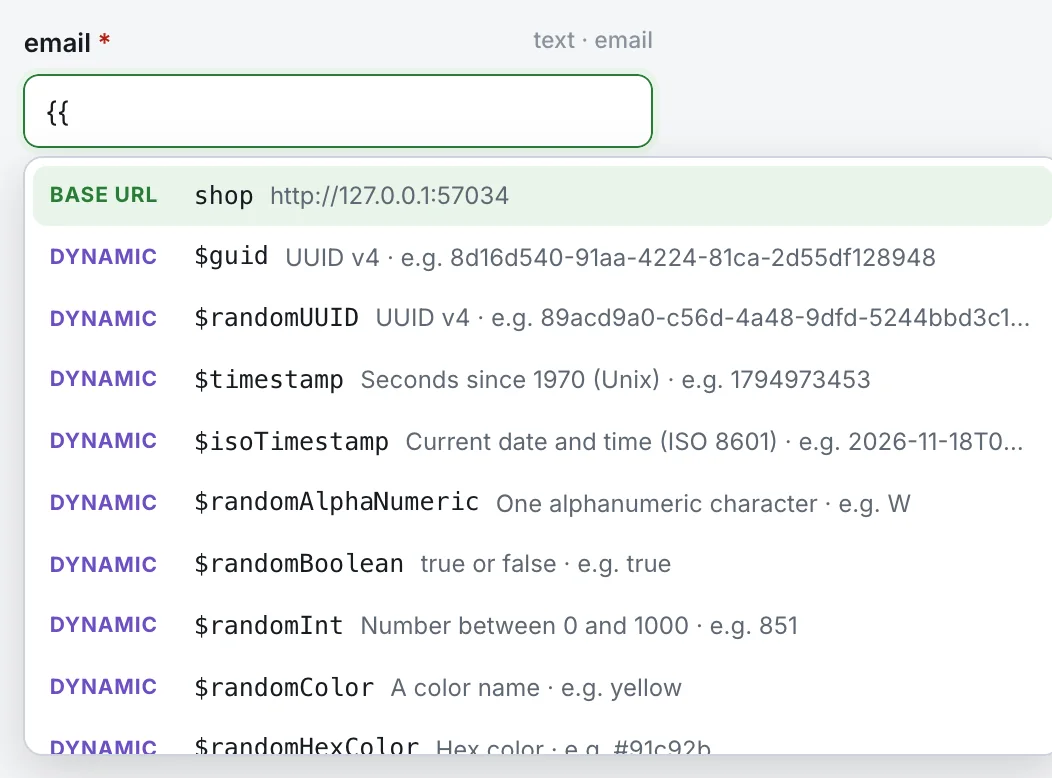 email * text · email
{{
BASE URL shop http://127.0.0.1:57034
DYNAMIC $guid UUID v4 · e.g. 8d16d540-91aa-4224-81ca-2d55df128948
DYNAMIC $randomUUID UUID v4 · e.g. 89acd9a0-c56d-4a48-9dfd-5244bbd3c1...
DYNAMIC $timestamp Seconds since 1970 (Unix) · e.g. 1794973453
DYNAMIC $isoTimestamp Current date and time (ISO 8601) · e.g. 2026-11-18T0...
DYNAMIC $randomAlphaNumeric One alphanumeric character · e.g. W
DYNAMIC $randomBoolean true or false · e.g. true
DYNAMIC $randomInt Number between 0 and 1000 · e.g. 851
DYNAMIC $randomColor A color name · e.g. yellow
DYNAMIC $randomHexColor Hex color · e.g. #91c92b